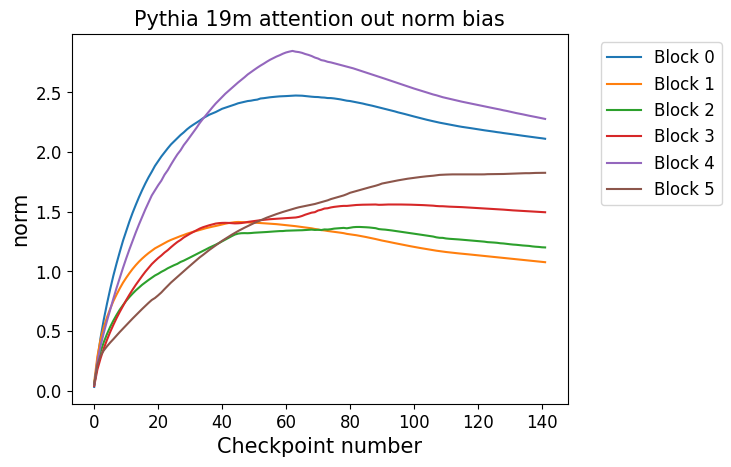 Pythia 19m attention out norm bias
norm
2.5
2.0
1.5
1.0
0.5
0.0
0 20 40 60 80 100 120 140
Checkpoint number
Block 0
Block 1
Block 2
Block 3
Block 4
Block 5